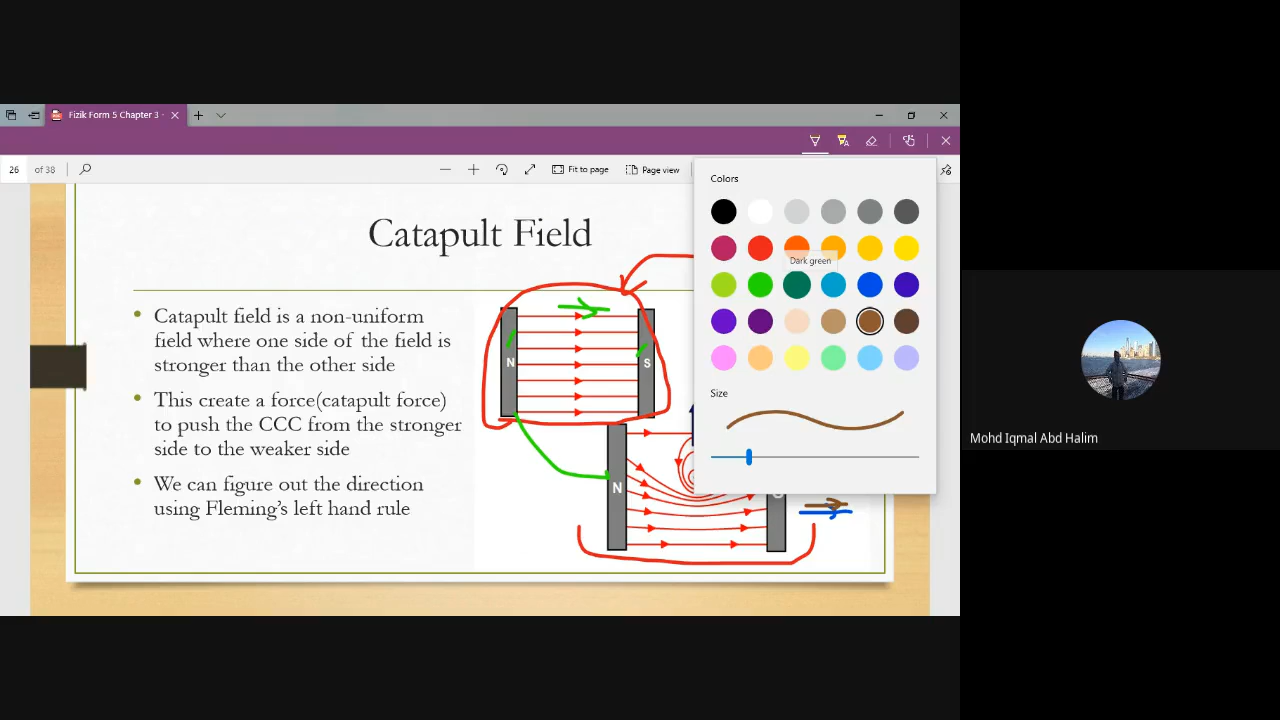 Fizik Form 5 Chapter 3 -
26 of 38
Fit to page
Page view
Catapult Field
Catapult field is a non-uniform
field where one side of the field is
stronger than the other side
This create a force(catapult force)
to push the CCC from the stronger
side to the weaker side
We can figure out the direction
using Fleming's left hand rule
N
S
N
Colors
Dark green
Size
Mohd Iqmal Abd Halim